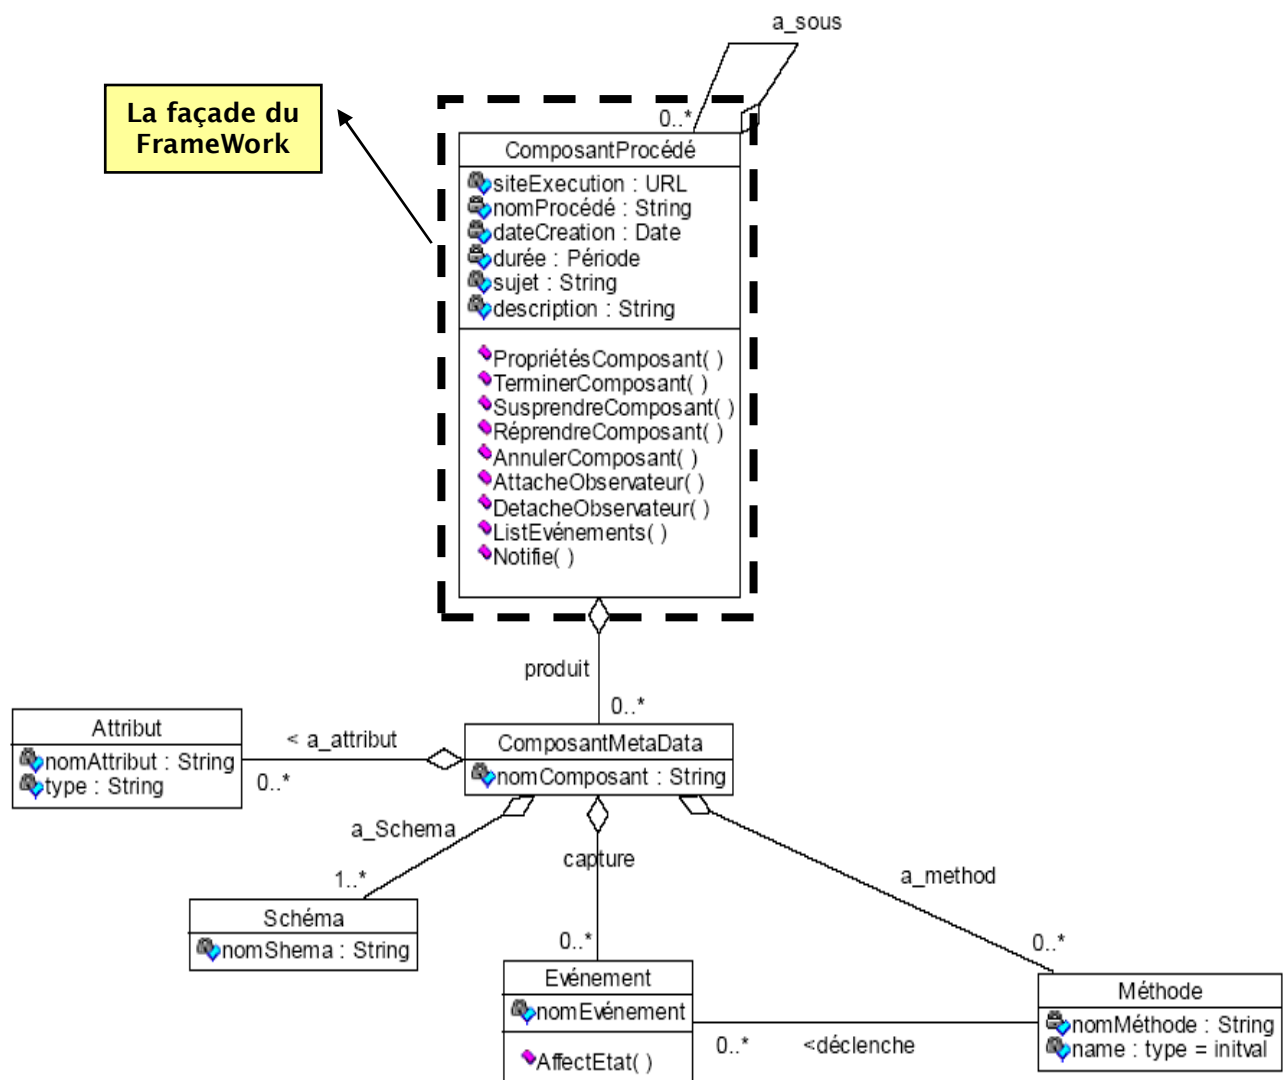 a_sous
La façade du
FrameWork
0..*
ComposantProcédé
siteExecution : URL
nomProcédé : String
dateCreation : Date
durée : Période
sujet : String
description : String
PropriétésComposant( )
TerminerComposant( )
SusprendreComposant( )
Réprendre​Composant( )
AnnulerComposant( )
AttacheObservateur( )
DetacheObservateur( )
ListEvénements( )
Notifie( )
produit
0..*
Attribut
nomAttribut : String
type : String
< a_attribut
0..*
ComposantMetaData
nomComposant : String
a_Schema
1..*
capture
0..*
a_method
0..*
Schéma
nomShema : String
Evénement
nomEvénement
AffectEtat( )
0..*
<déclenche
Méthode
nomMéthode : String
name : type = initval